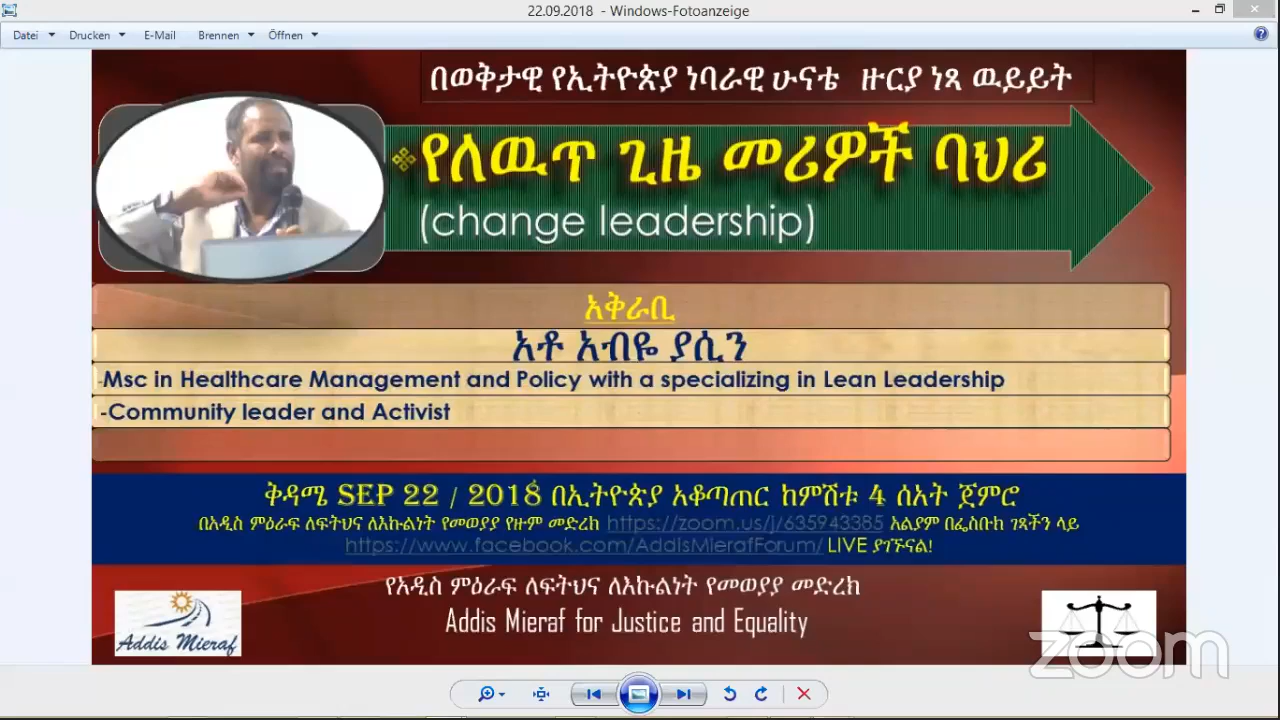 22.09.2018 - Windows-Fotoanzeige
Datei Drucken E-Mail Brennen Öffnen
በወቅታዊ የኢትዮጵያ ነባራዊ ሁናቴ ዙርያ ነጻ ዉይይት
የለዉጥ ጊዜ መሪዎች ባህሪ
(change leadership)
አቅራቢ
አቶ አብዬ ያሲን
-Msc in Healthcare Management and Policy with a specializing in Lean Leadership
-Community leader and Activist
ቅዳሜ SEP 22 / 2018 በኢትዮጵያ አቆጣጠር ከምሽቱ 4 ሰአት ጀምሮ
በአዲስ ምዕራፍ ለፍትህና ለእኩልነት የመወያያ የዙም መድረክ https://zoom.us/j/635943385 አልያም በፌስቡክ ገጻችን ላይ
https://www.facebook.com/AddisMierafForum/ LIVE ያገኙናል!
የአዲስ ምዕራፍ ለፍትህና ለእኩልነት የመወያያ መድረክ
Addis Mieraf for Justice and Equality
Addis Mieraf
zoom